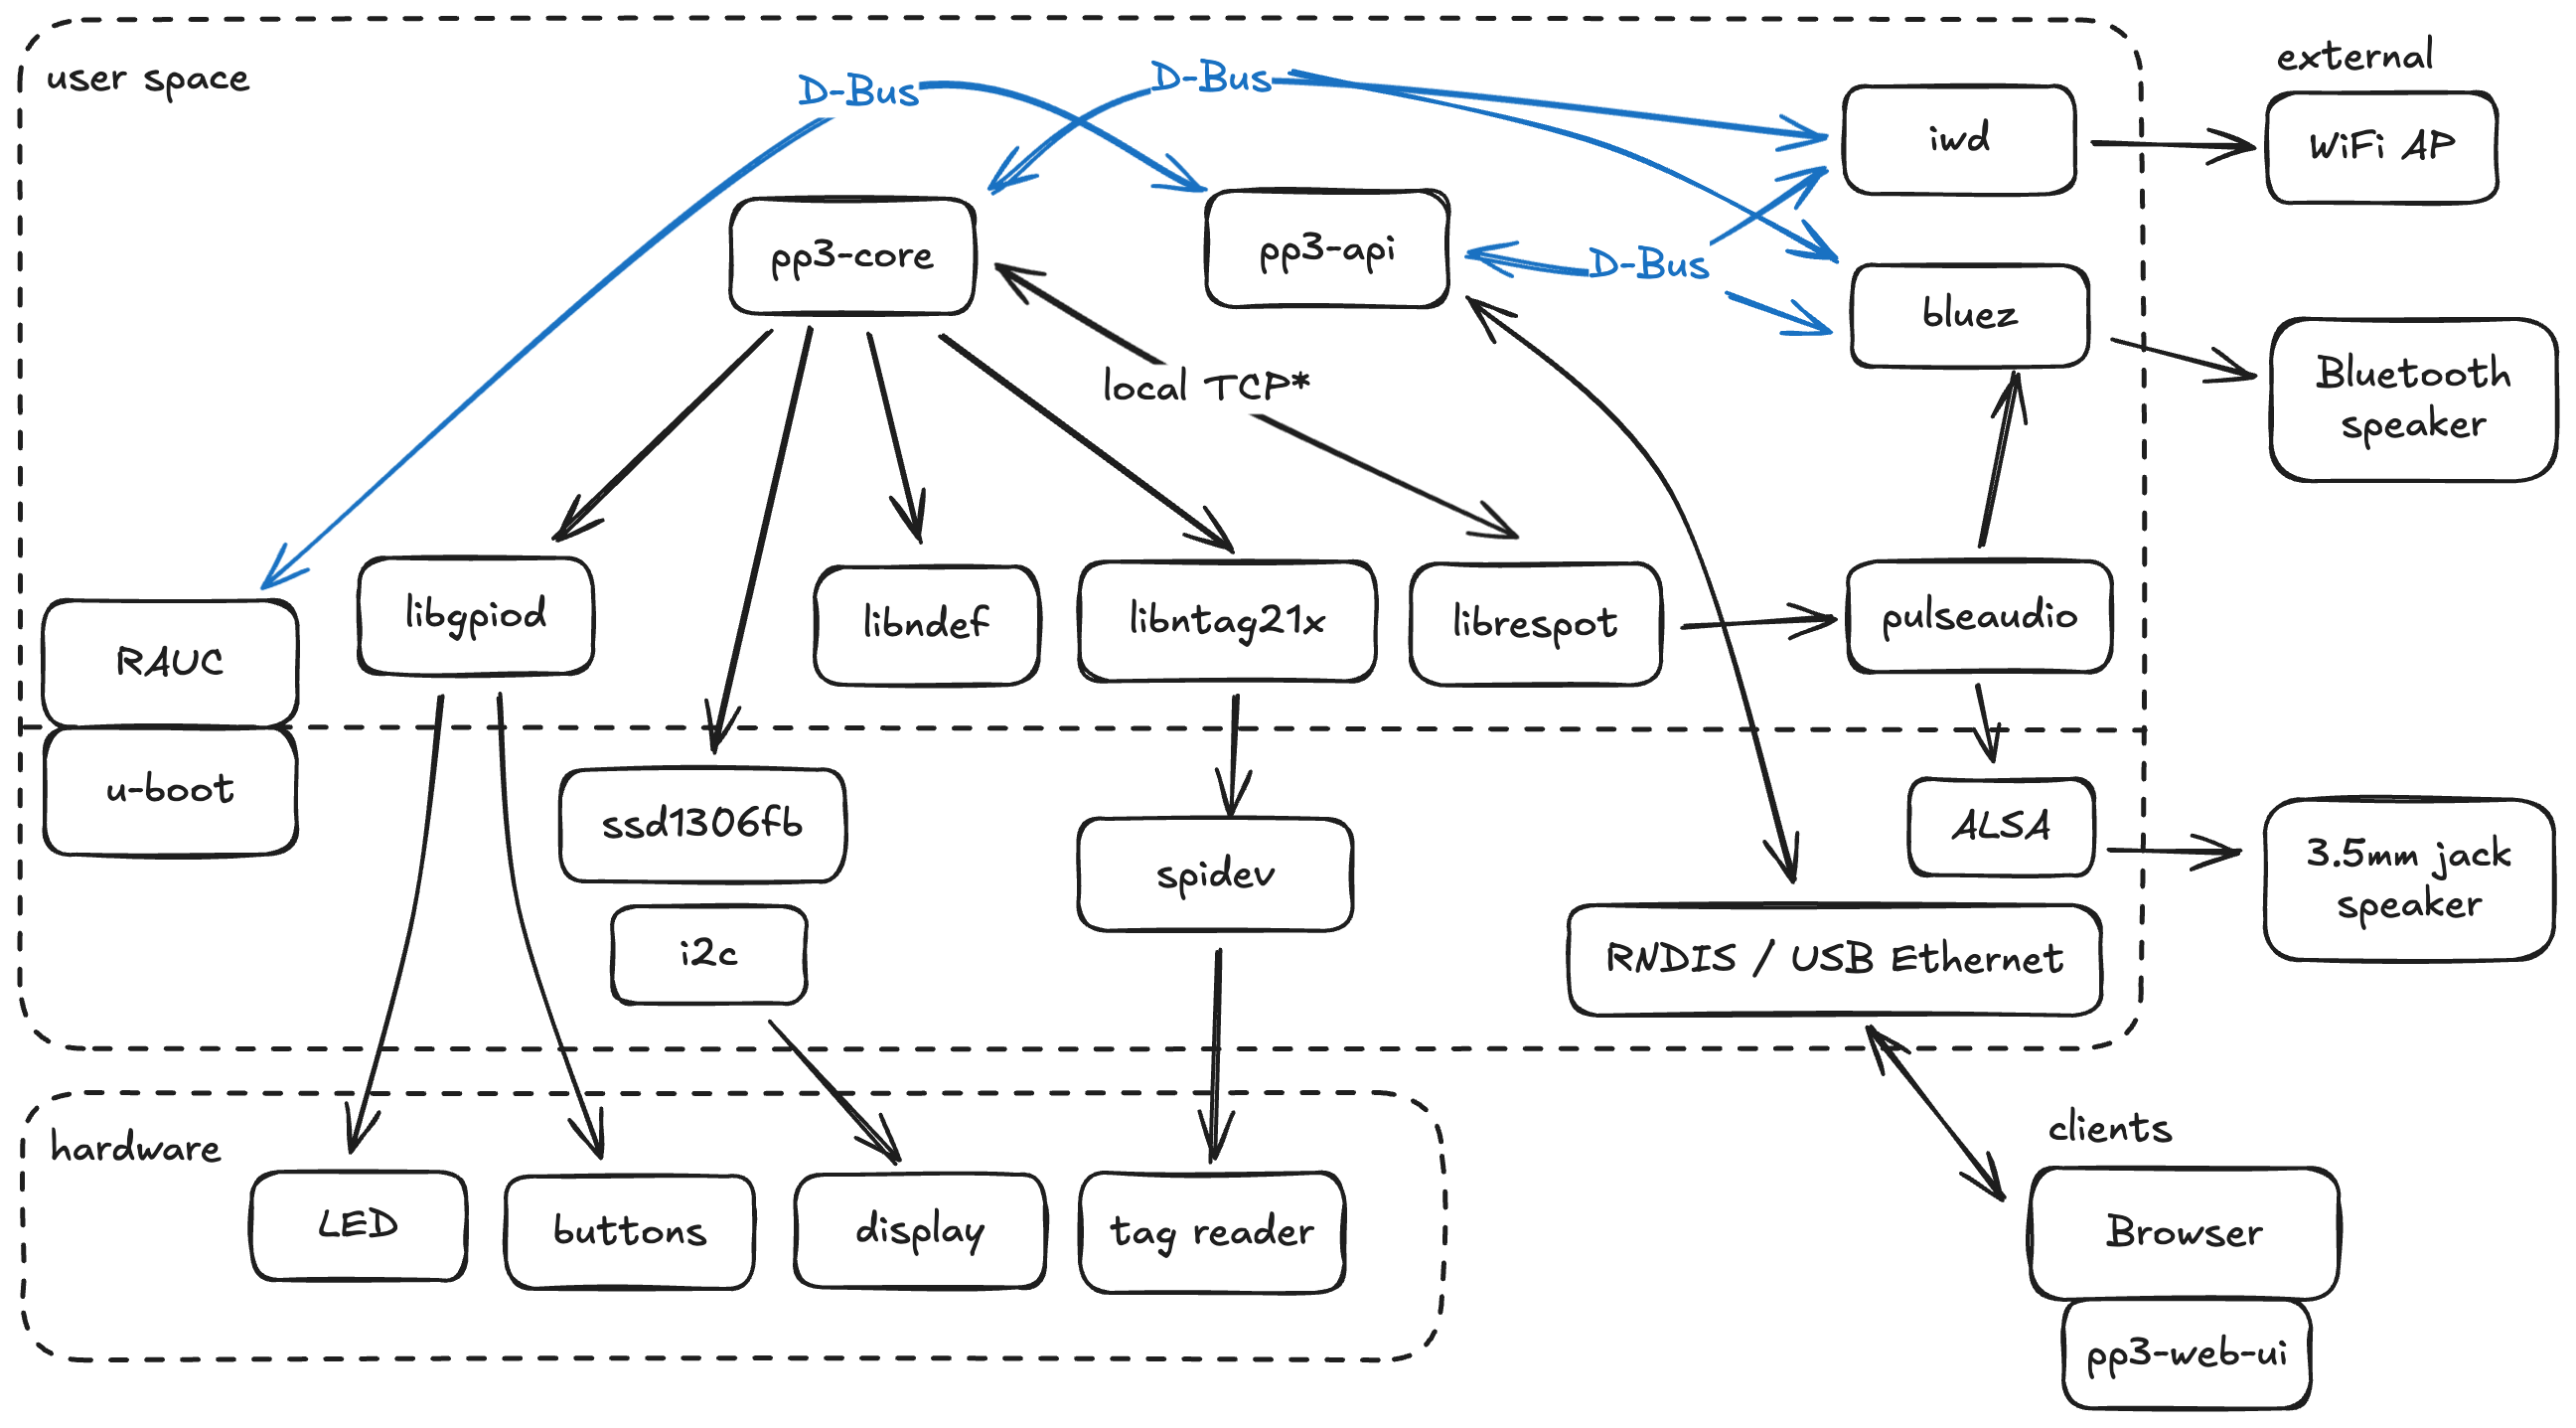 user space
D-Bus
D-Bus
external
iwd
WiFi AP
pp3-core
pp3-api
D-Bus
bluez
Bluetooth
speaker
local TCP*
RAUC
libgpiod
libndef
libntag21x
librespot
pulseaudio
u-boot
ssd1306fb
i2c
spidev
ALSA
3.5mm jack
speaker
RNDIS / USB Ethernet
hardware
LED
buttons
display
tag reader
clients
Browser
pp3-web-ui